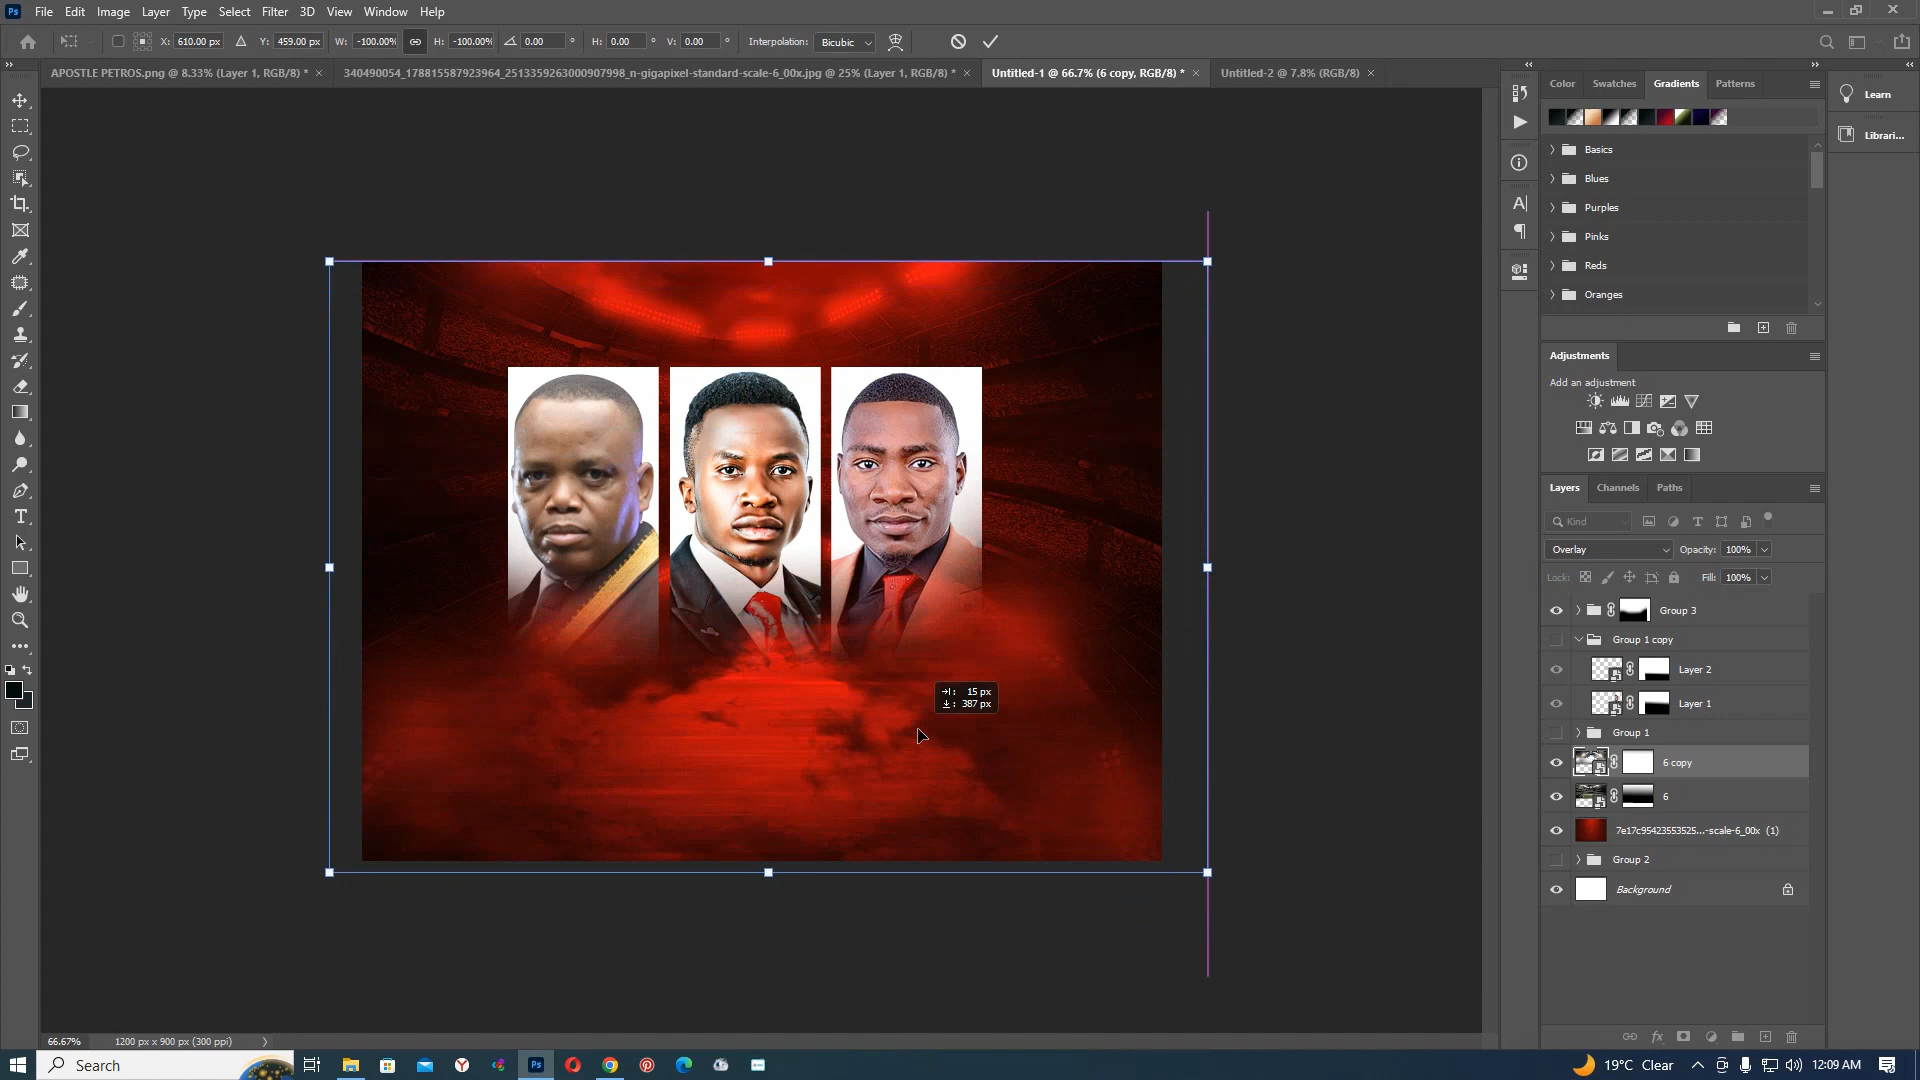 Ps File Edit Image Layer Type Select Filter 3D View Window Help
X: 610.00 px Y: 459.00 px W: -100.00% H: -100.00% 0.00 ° H: 0.00 ° V: 0.00 ° Interpolation: Bicubic
APOSTLE PETROS.png @ 8.33% (Layer 1, RGB/8) * ×
340490054_178815587923964_2513359263000907998_n-gigapixel-standard-scale-6_00x.jpg @ 25% (Layer 1, RGB/8) * ×
Untitled-1 @ 66.7% (6 copy, RGB/8) * ×
Untitled-2 @ 7.8% (RGB/8) ×
Color Swatches Gradients Patterns
Learn
Librari...
Basics
Blues
Purples
Pinks
Reds
Oranges
Adjustments
Add an adjustment
Layers Channels Paths
Kind
Overlay Opacity: 100%
Lock: Fill: 100%
Group 3
Group 1 copy
Layer 2
Layer 1
Group 1
6 copy
6
7e17c95423553525...-scale-6_00x (1)
Group 2
Background
15 px
387 px
66.67% 1200 px x 900 px (300 ppi)
Search
19°C Clear
12:09 AM